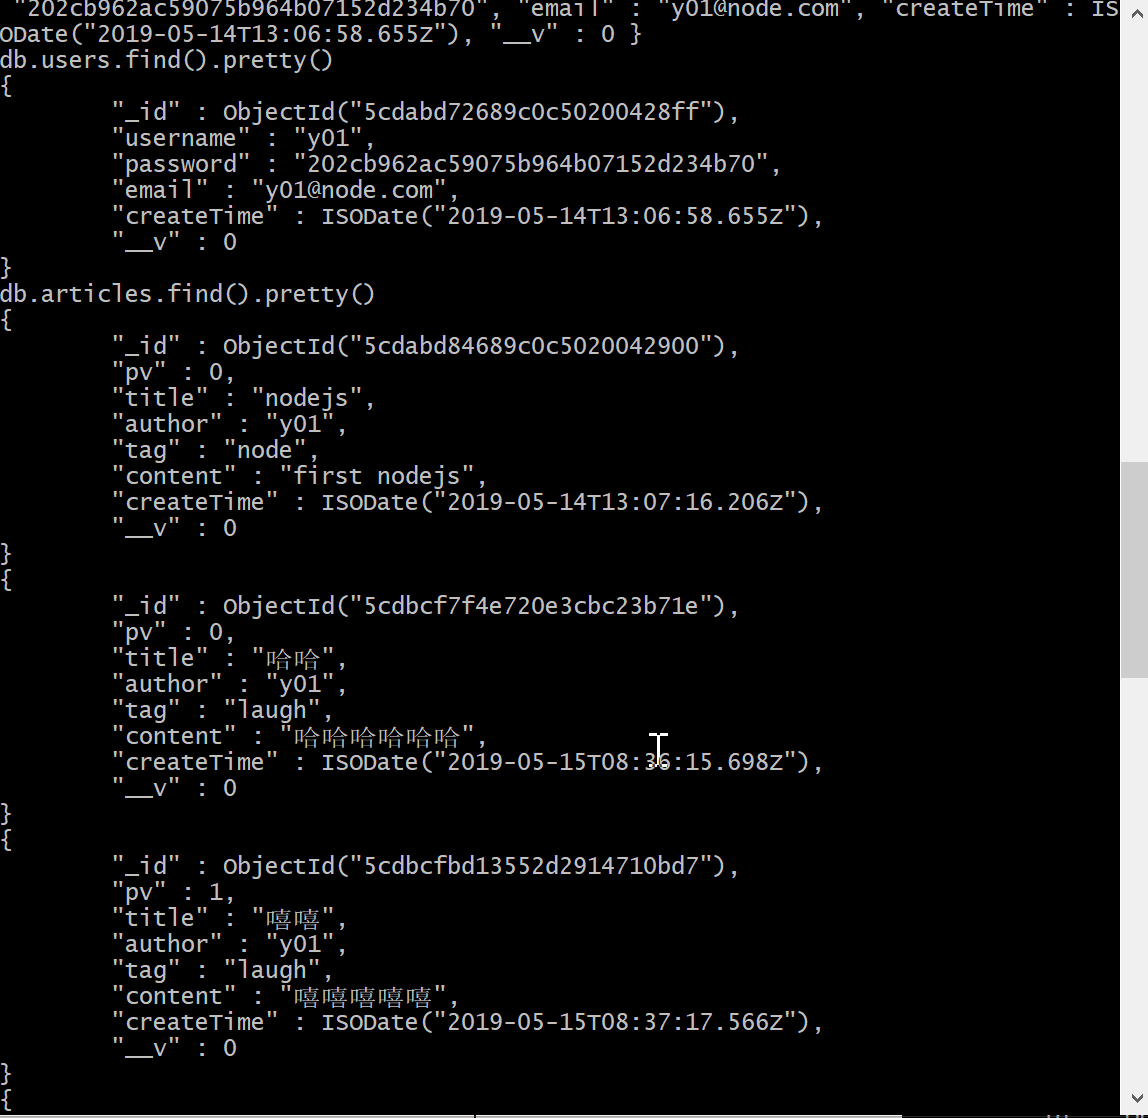 "202cb962ac59075b964b07152d234b70", "email" : "y01@node.com", "createTime" : IS
ODate("2019-05-14T13:06:58.655Z"), "__v" : 0 }
db.users.find().pretty()
{
"_id" : ObjectId("5cdabd72689c0c50200428ff"),
"username" : "y01",
"password" : "202cb962ac59075b964b07152d234b70",
"email" : "y01@node.com",
"createTime" : ISODate("2019-05-14T13:06:58.655Z"),
"__v" : 0
}
db.articles.find().pretty()
{
"_id" : ObjectId("5cdabd84689c0c5020042900"),
"pv" : 0,
"title" : "nodejs",
"author" : "y01",
"tag" : "node",
"content" : "first nodejs",
"createTime" : ISODate("2019-05-14T13:07:16.206Z"),
"__v" : 0
}
{
"_id" : ObjectId("5cdbcf7f4e720e3cbc23b71e"),
"pv" : 0,
"title" : "哈哈",
"author" : "y01",
"tag" : "laugh",
"content" : "哈哈哈哈哈哈",
"createTime" : ISODate("2019-05-15T08:36:15.698Z"),
"__v" : 0
}
{
"_id" : ObjectId("5cdbcfbd13552d2914710bd7"),
"pv" : 1,
"title" : "嘻嘻",
"author" : "y01",
"tag" : "laugh",
"content" : "嘻嘻嘻嘻嘻",
"createTime" : ISODate("2019-05-15T08:37:17.566Z"),
"__v" : 0
}
{